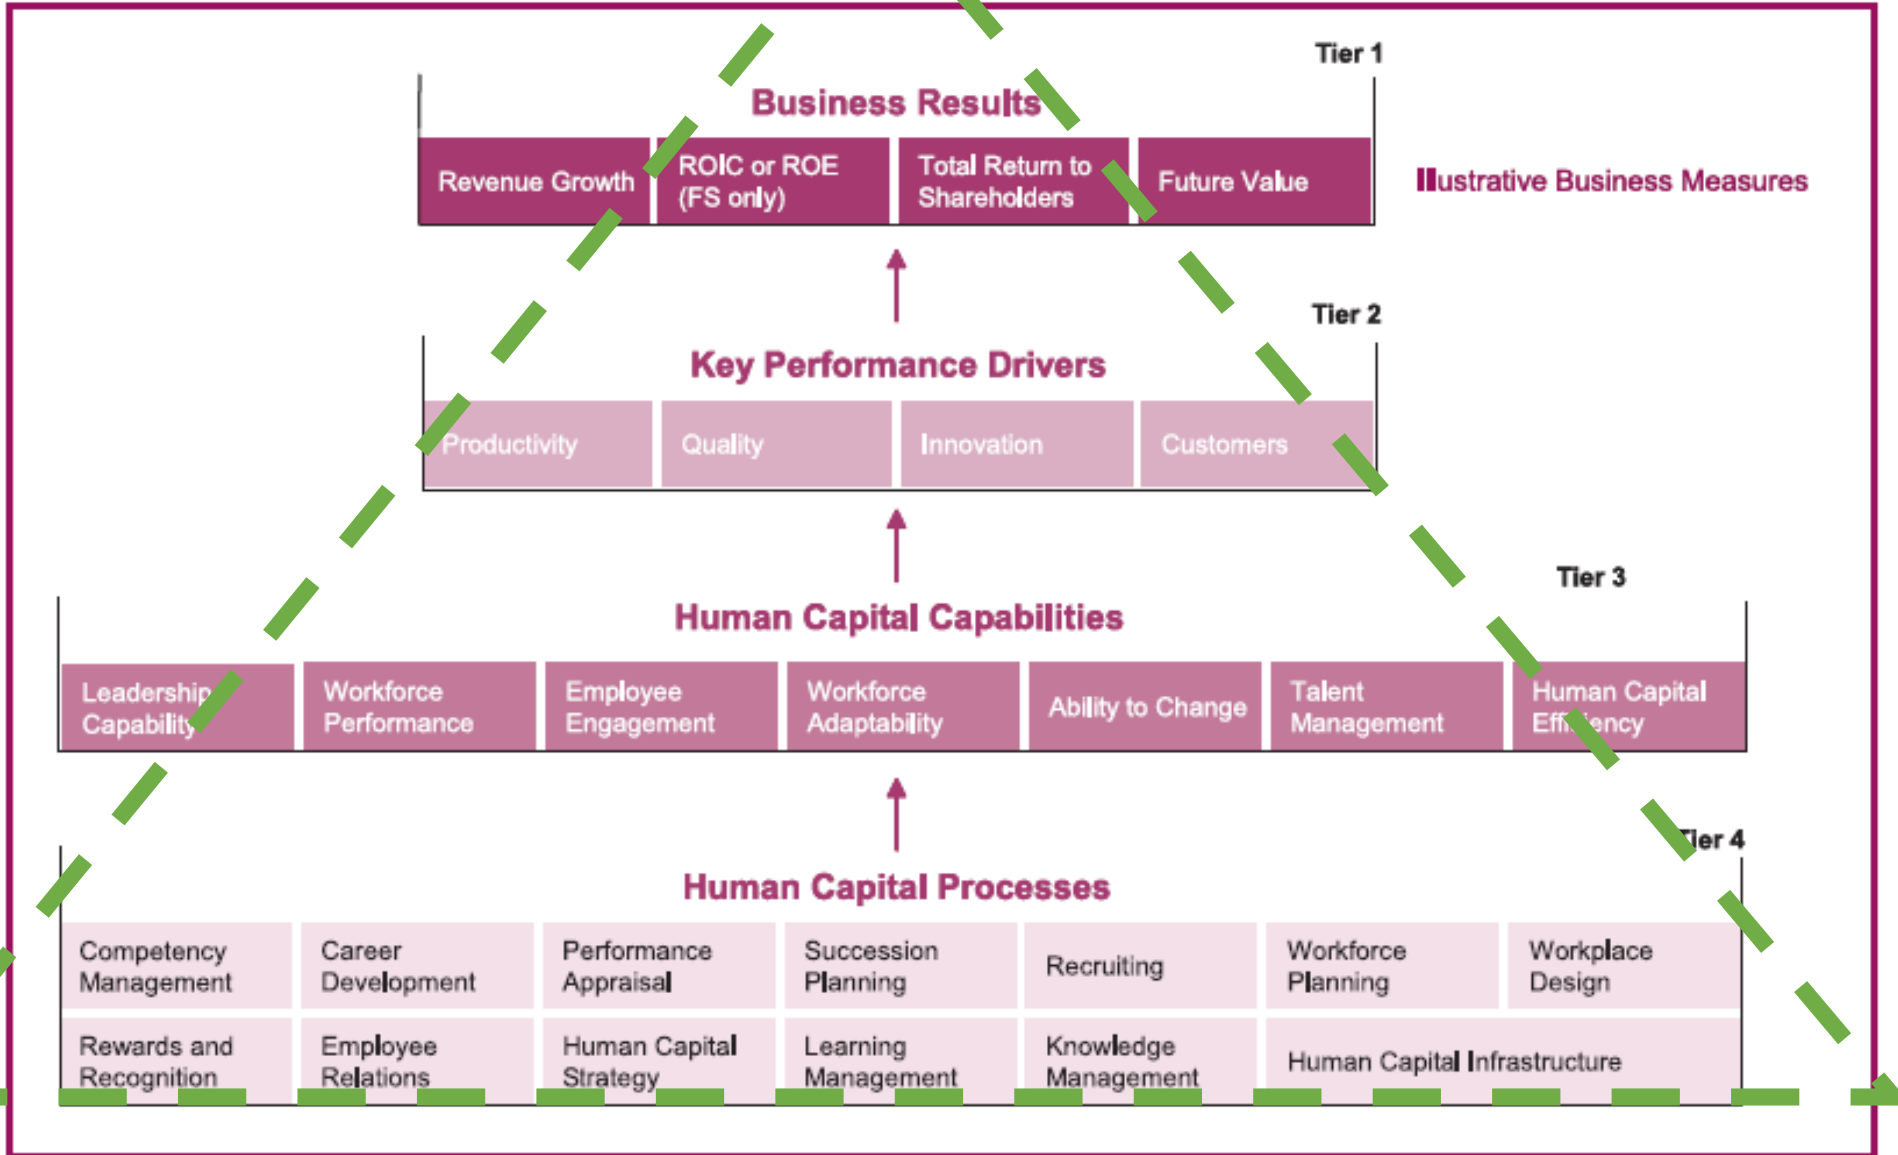 Tier 1
Business Results
Revenue Growth
ROIC or ROE
(FS only)
Total Return to
Shareholders
Future Value
Illustrative Business Measures
Tier 2
Key Performance Drivers
Productivity
Quality
Innovation
Customers
Tier 3
Human Capital Capabilities
Leadership
Capability
Workforce
Performance
Employee
Engagement
Workforce
Adaptability
Ability to Change
Talent
Management
Human Capital
Efficiency
Tier 4
Human Capital Processes
Competency
Management
Career
Development
Performance
Appraisal
Succession
Planning
Recruiting
Workforce
Planning
Workplace
Design
Rewards and
Recognition
Employee
Relations
Human Capital
Strategy
Learning
Management
Knowledge
Management
Human Capital Infrastructure